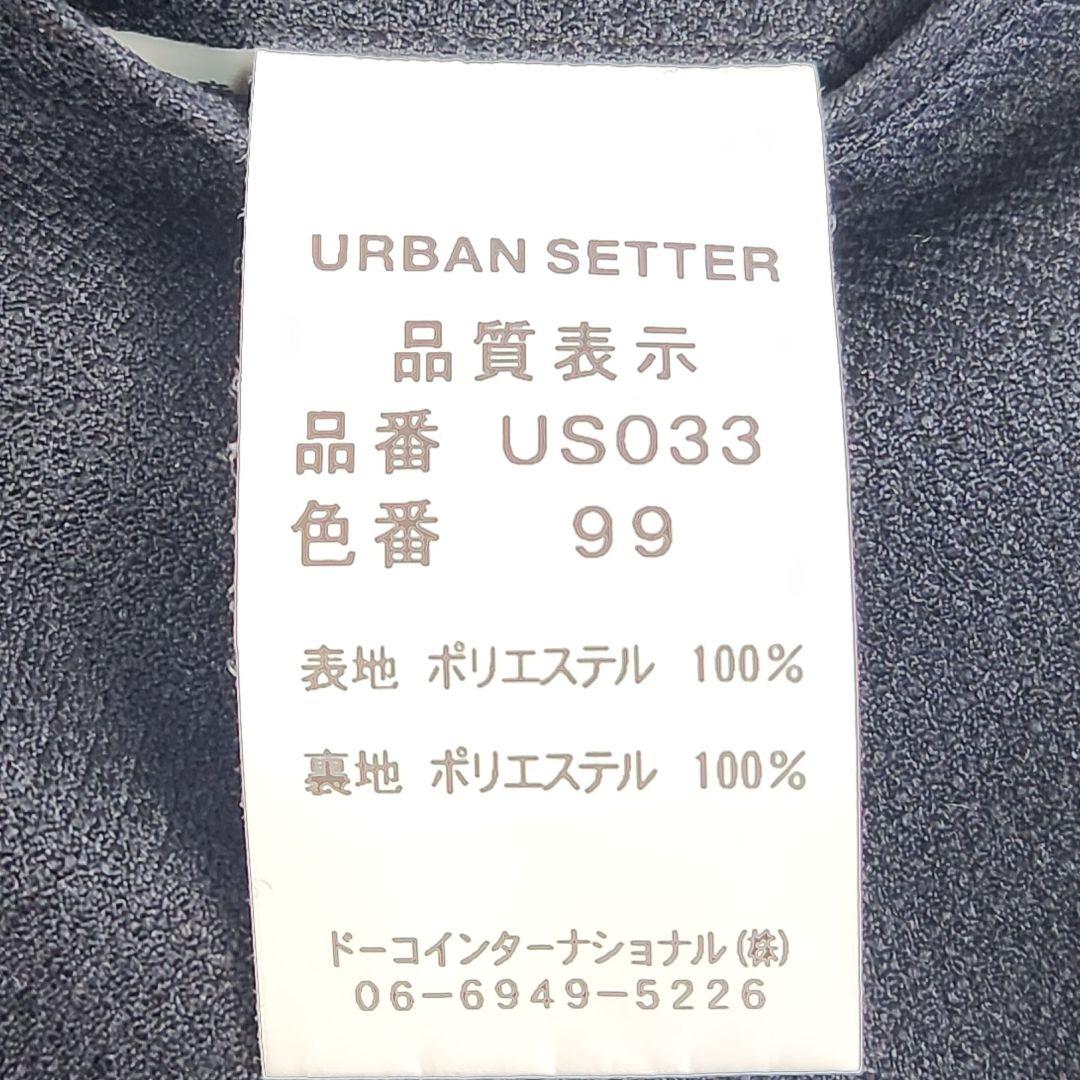 URBAN SETTER
品質表示
品番 US033
色番 99
表地 ポリエステル 100%
裏地 ポリエステル 100%
ドーコインターナショナル(株)
06-6949-5226